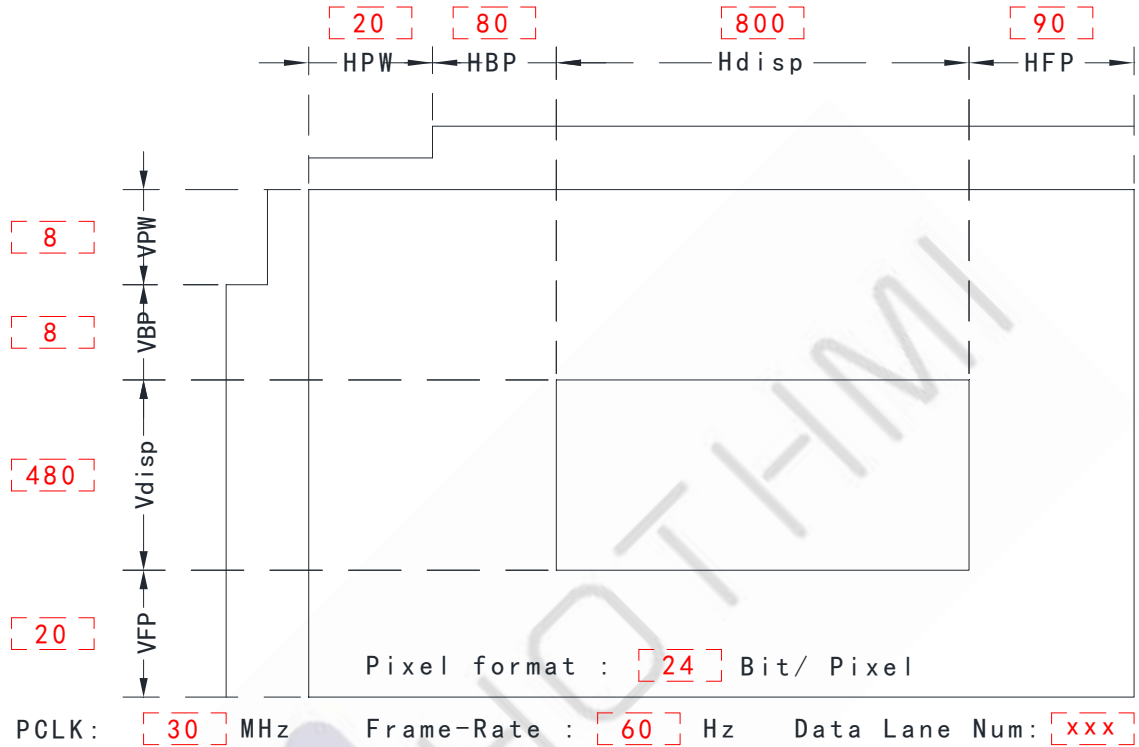 20 80 800 90
HPW HBP Hdisp HFP
8 VPW
8 VBP
480 Vdisp
20 VFP
HOTHMI
Pixel format : 24 Bit/ Pixel
PCLK: 30 MHz Frame-Rate : 60 Hz Data Lane Num: xxx